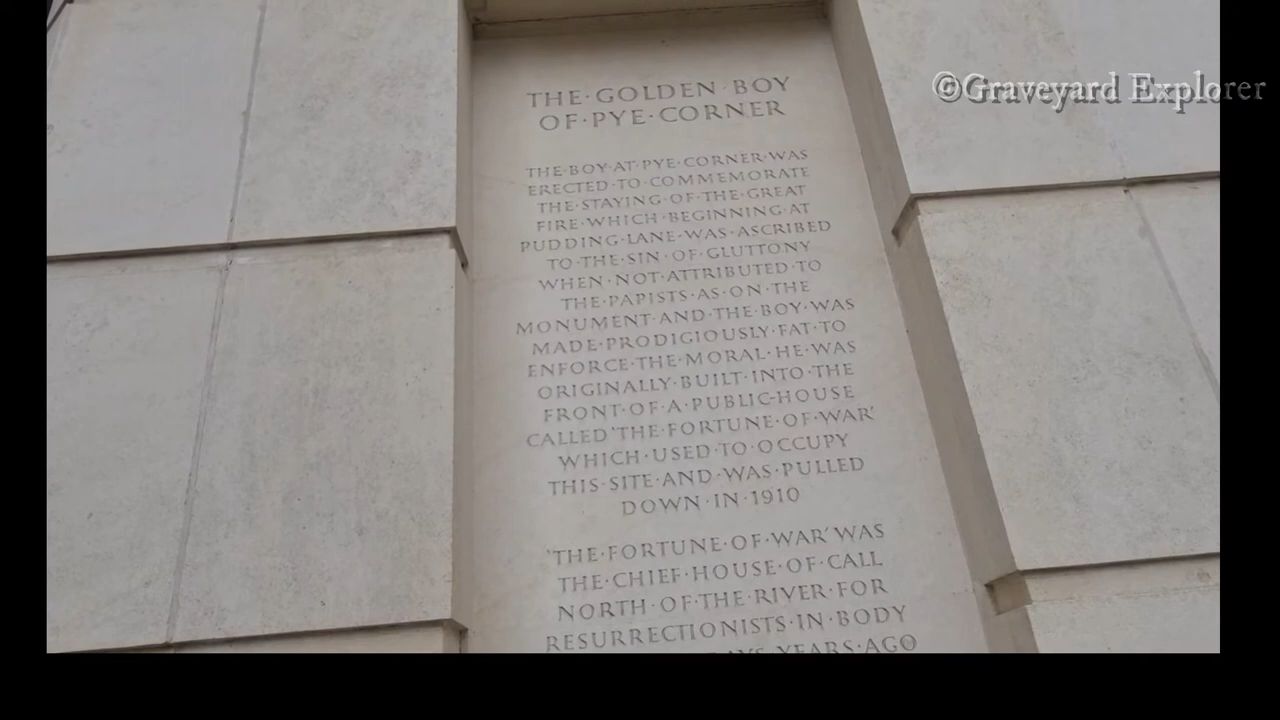 ©Graveyard Explorer
THE·GOLDEN·BOY
OF·PYE·CORNER
THE·BOY·AT·PYE·CORNER·WAS
ERECTED·TO·COMMEMORATE
THE·STAYING·OF·THE·GREAT
FIRE·WHICH·BEGINNING·AT
PUDDING·LANE·WAS·ASCRIBED
TO·THE·SIN·OF·GLUTTONY
WHEN·NOT·ATTRIBUTED·TO
THE·PAPISTS·AS·ON·THE
MONUMENT·AND·THE·BOY·WAS
MADE·PRODIGIOUSLY·FAT·TO
ENFORCE·THE·MORAL·HE·WAS
ORIGINALLY·BUILT·INTO·THE
FRONT·OF·A·PUBLIC-HOUSE
CALLED 'THE·FORTUNE·OF·WAR'
WHICH·USED·TO·OCCUPY
THIS·SITE·AND·WAS·PULLED
DOWN·IN·1910
'THE·FORTUNE·OF·WAR' WAS
THE·CHIEF·HOUSE·OF·CALL
NORTH·OF·THE·RIVER·FOR
RESURRECTIONISTS·IN·BODY
YEARS·AGO